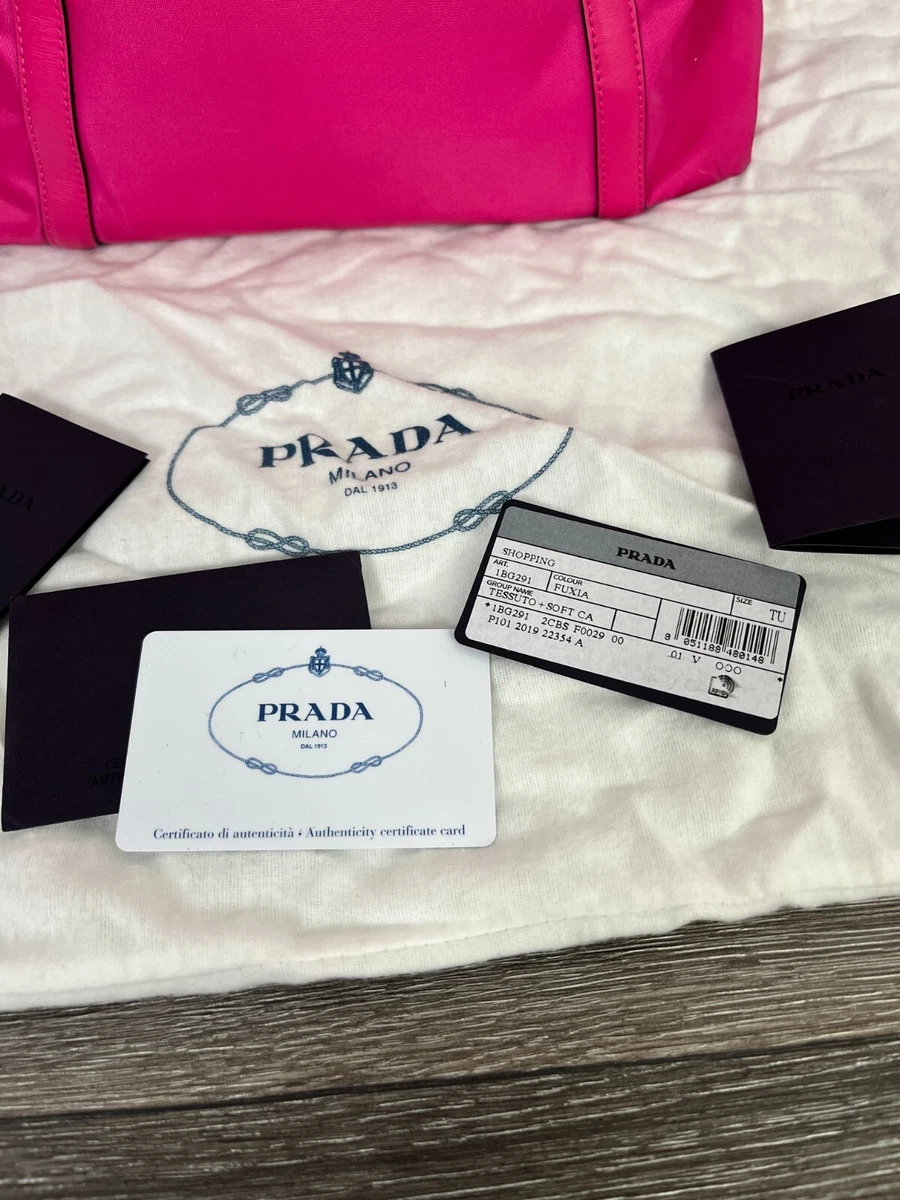 PRADA
PRADA
MILANO
DAL 1913
ADA
PRADA
SHOPPING
ART.
1BG291
COLOUR
FUXIA
SIZE
TU
GROUP NAME
TESSUTO+SOFT CA
1BG291 2CBS F0029 00
P101 2019 22354 A
8 051188 480148
01 V 000
PRADA
MILANO
DAL 1913
Certificato di autenticità • Authenticity certificate card